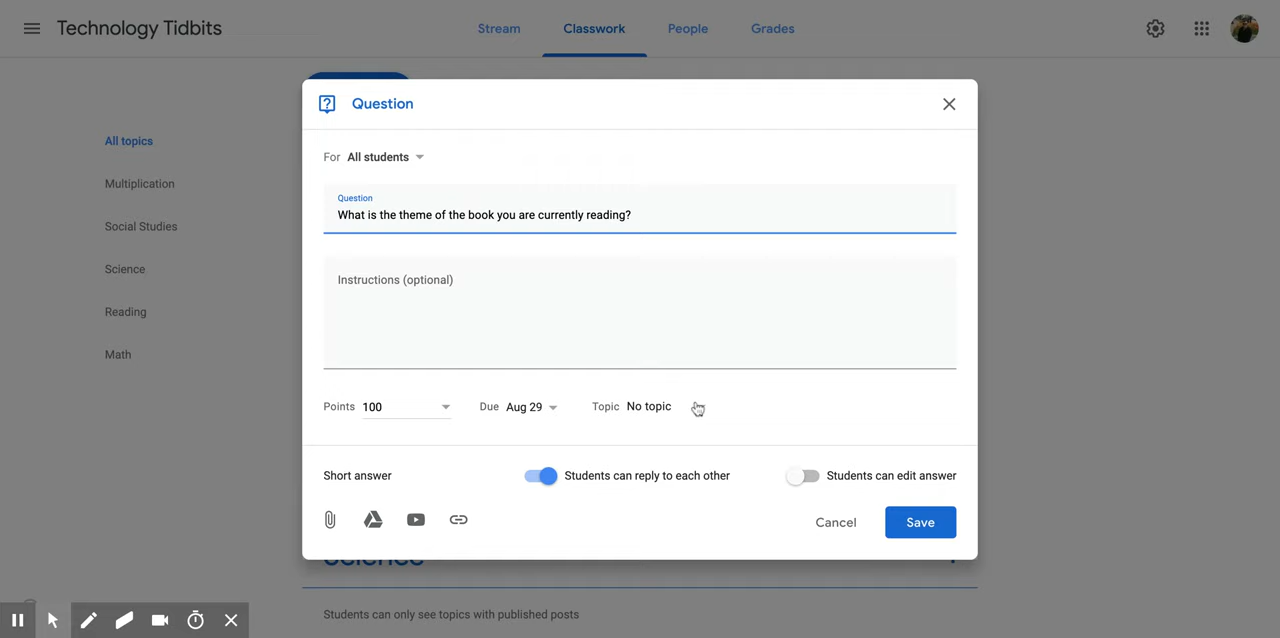 Technology Tidbits
Stream Classwork People Grades
Question
All topics
For All students
Multiplication
Question
What is the theme of the book you are currently reading?
Social Studies
Science
Instructions (optional)
Reading
Math
Points 100 Due Aug 29 Topic No topic
Short answer Students can reply to each other Students can edit answer
Cancel Save
Science
Students can only see topics with published posts